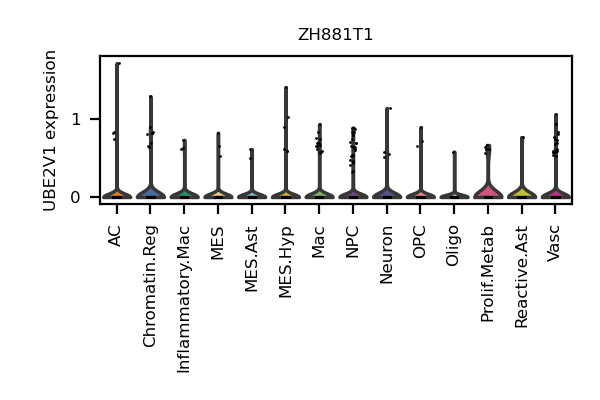 ZH881T1
UBE2V1 expression
1
0
AC
Chromatin.Reg
Inflammatory.Mac
MES
MES.Ast
MES.Hyp
Mac
NPC
Neuron
OPC
Oligo
Prolif.Metab
Reactive.Ast
Vasc